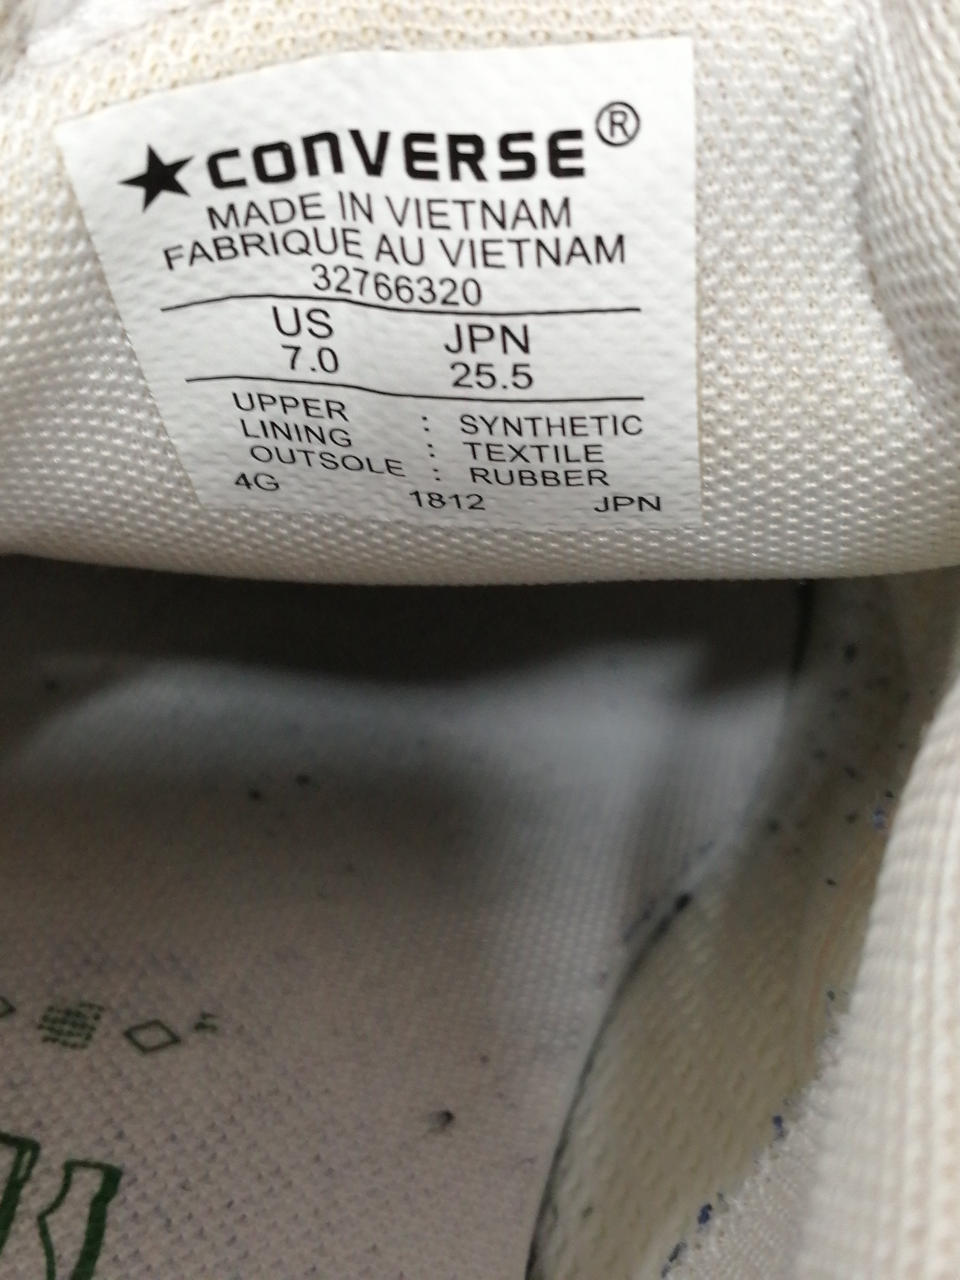 ★CONVERSE®
MADE IN VIETNAM
FABRIQUE AU VIETNAM
32766320
US JPN
7.0 25.5
UPPER : SYNTHETIC
LINING : TEXTILE
OUTSOLE : RUBBER
4G 1812 JPN